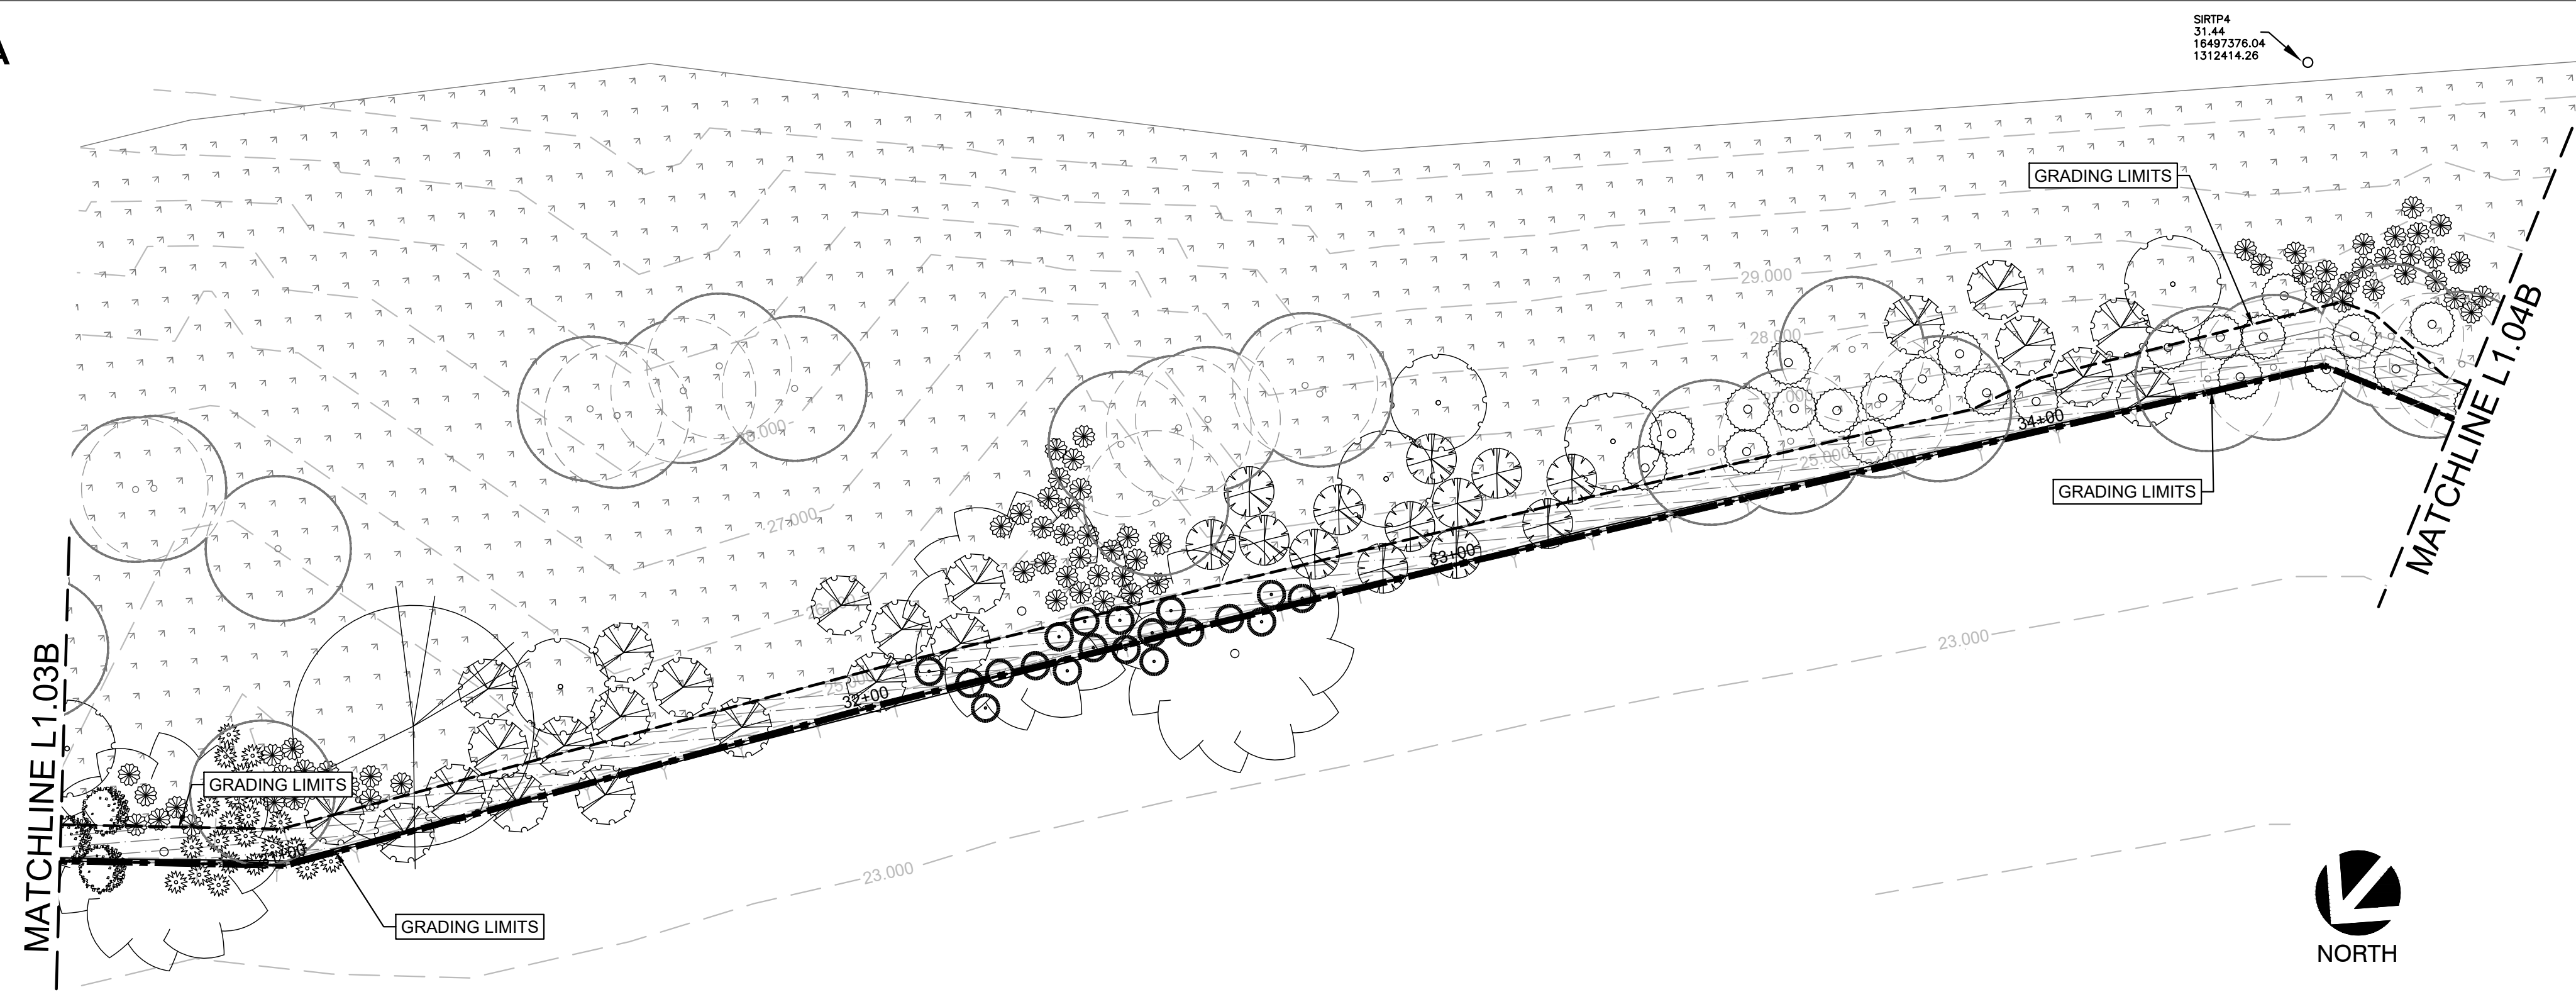 A
SIRTP4
31.44
16497376.04
1312414.26
GRADING LIMITS
29.000
28.000
MATCHLINE L1.04B
34+00
25.000
GRADING LIMITS
27.000
33+00
23.000
MATCHLINE L1.03B
25.000
32+00
GRADING LIMITS
23.000
GRADING LIMITS
NORTH